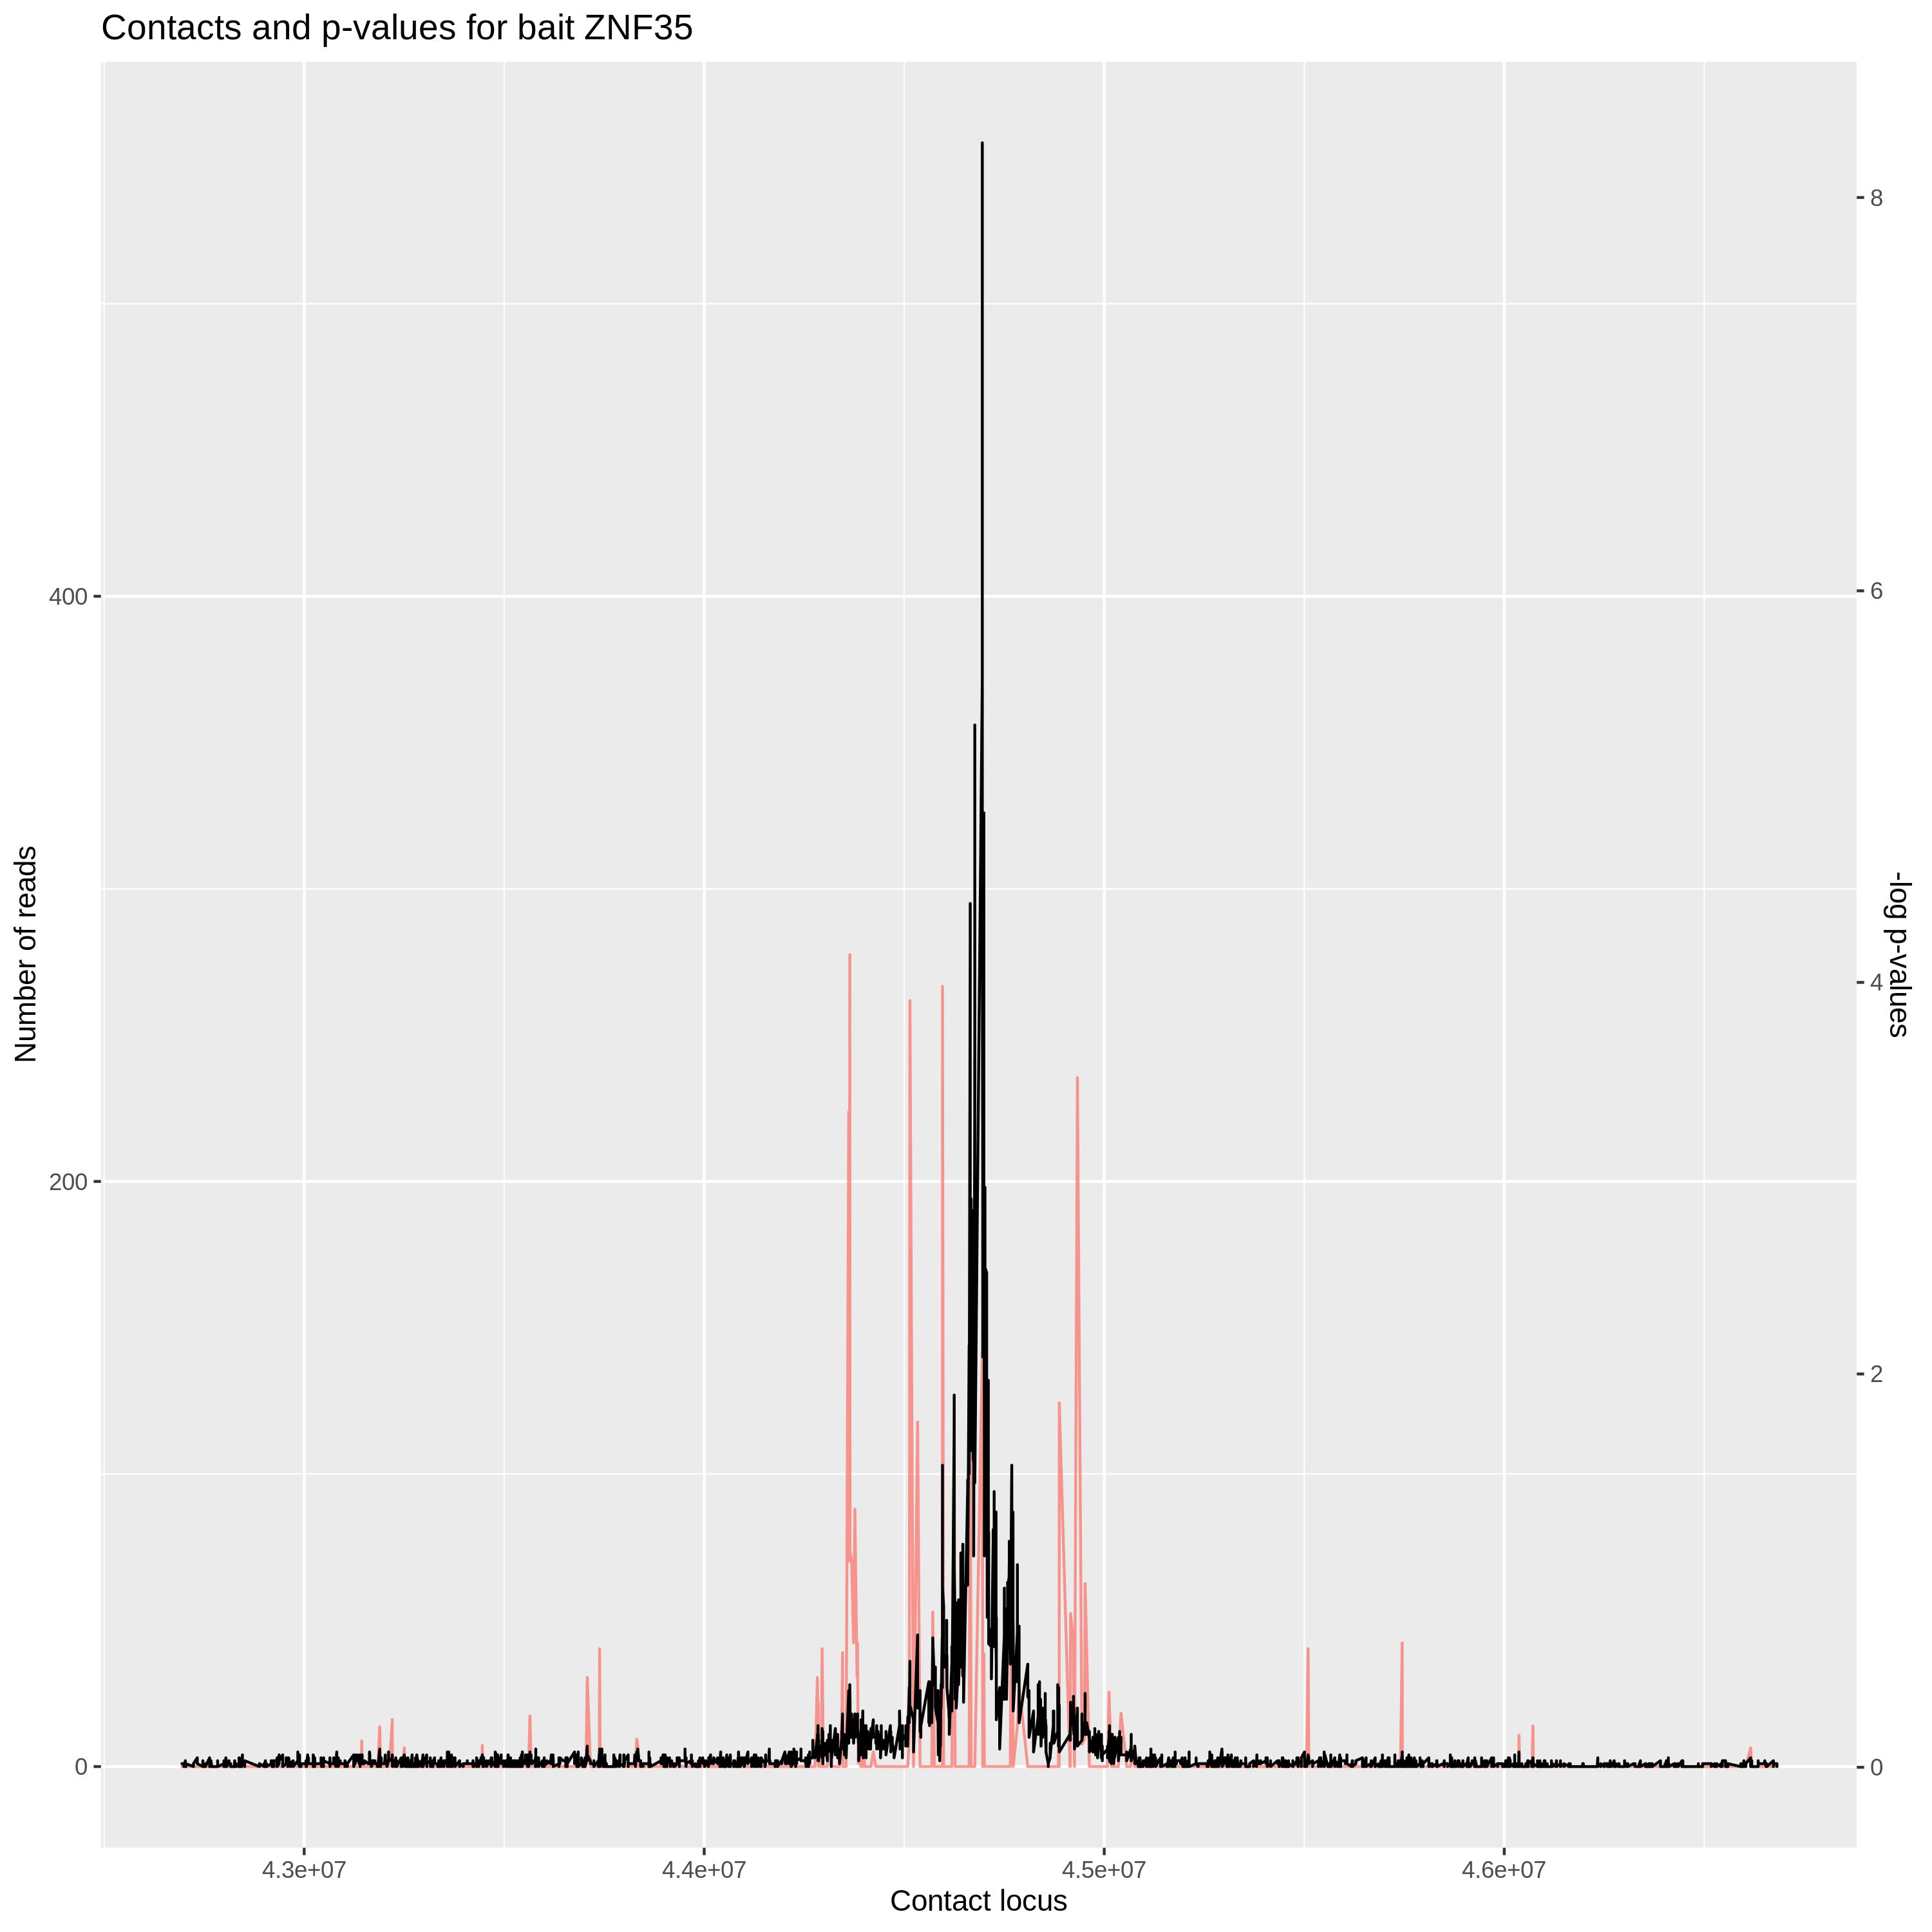 Contacts and p-values for bait ZNF35
Number of reads
400
200
0
8
6
4
2
0
-log p-values
4.3e+07
4.4e+07
4.5e+07
4.6e+07
Contact locus